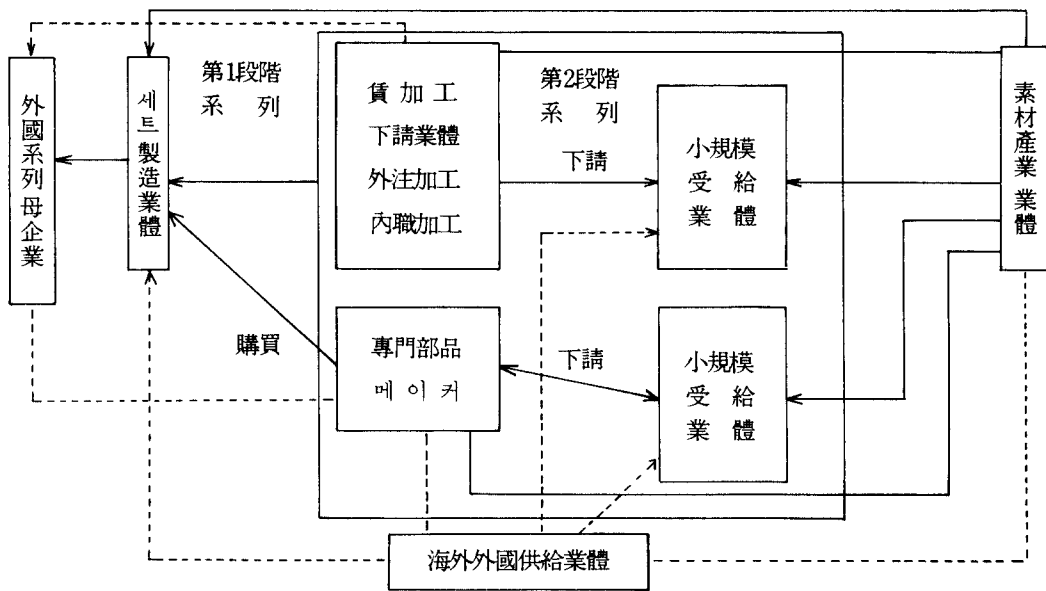 外國系列母企業
세트製造業體
第1段階
系 列
賃加工
下請業體
外注加工
內職加工
第2段階
系 列
下請
小規模
受 給
業 體
素材產業 業體
購買
專門部品
메 이 커
下請
小規模
受 給
業 體
海外外國供給業體